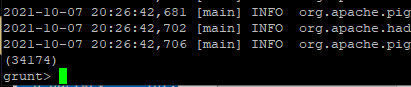 2021-10-07 20:26:42,681 [main] INFO org.apache.pig
2021-10-07 20:26:42,702 [main] INFO org.apache.had
2021-10-07 20:26:42,706 [main] INFO org.apache.pig
(34174)
grunt>